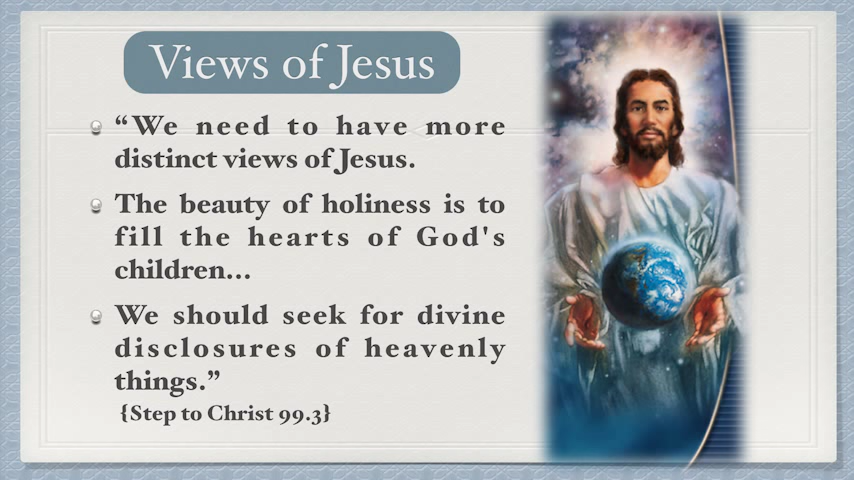 Views of Jesus
“We need to have more
distinct views of Jesus.
The beauty of holiness is to
fill the hearts of God's
children...
We should seek for divine
disclosures of heavenly
things.”
{Step to Christ 99.3}